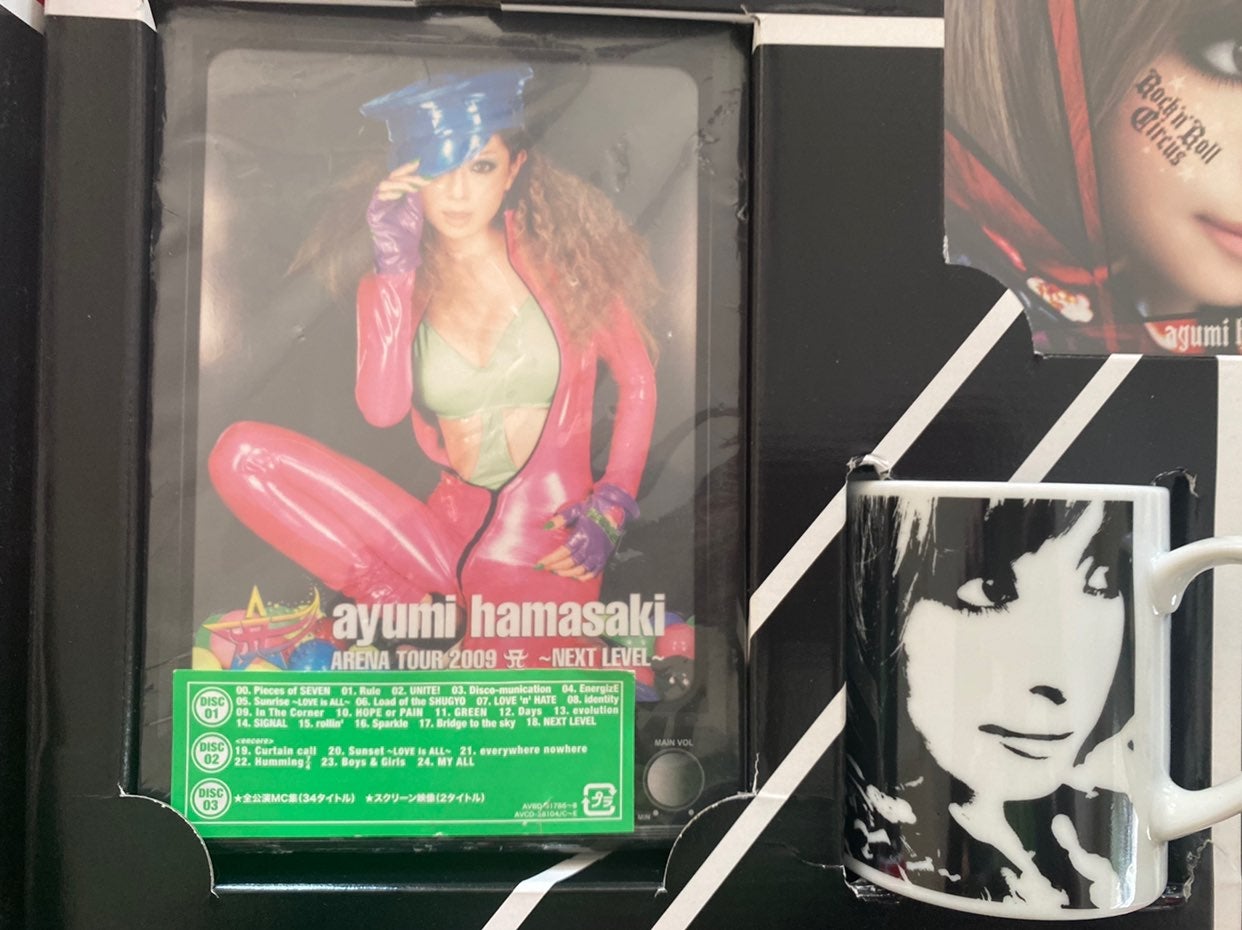 Rock'n'Roll
Circus
ayumi
ayumi hamasaki
ARENA TOUR 2009 A ~NEXT LEVEL~
DISC 01
00. Pieces of SEVEN 01. Rule 02. UNITE! 03. Disco-munication 04. EnergizE
05. Sunrise ~LOVE is ALL~ 06. Load of the SHUGYO 07. LOVE 'n' HATE 08. identity
09. In The Corner 10. HOPE or PAIN 11. GREEN 12. Days 13. evolution
14. SIGNAL 15. rollin' 16. Sparkle 17. Bridge to the sky 18. NEXT LEVEL
DISC 02
<encore>
19. Curtain call 20. Sunset ~LOVE is ALL~ 21. everywhere nowhere
22. Humming 7/4 23. Boys & Girls 24. MY ALL
DISC 03
★全公演MC集(34タイトル) ★スクリーン映像(2タイトル)
AVCD-38104/C~E
プラ
MAIN VOL
MIN